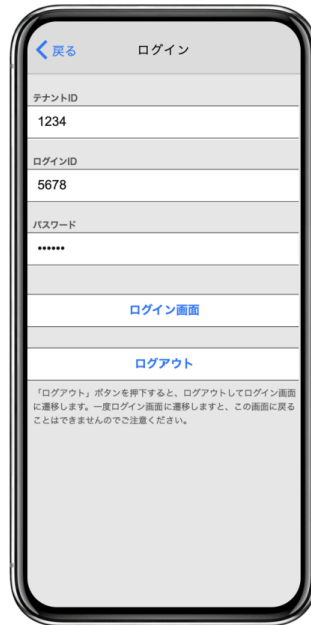 戻る ログイン
テナントID
1234
ログインID
5678
パスワード
••••••
ログイン画面
ログアウト
「ログアウト」ボタンを押下すると、ログアウトしてログイン画面
に遷移します。一度ログイン画面に遷移しますと、この画面に戻る
ことはできませんのでご注意ください。